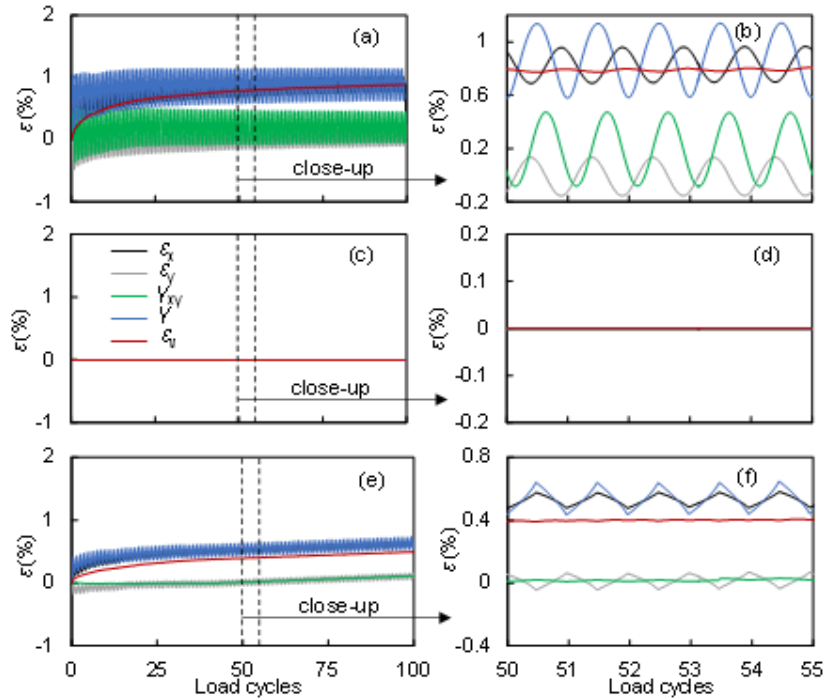 2
(a)
1
ε(%)
0
close-up
-1
(b)
1
ε(%)
0.6
0.2
-0.2
2
(c)
εx
εy
1
γxy
γ
ε(%)
εv
0
close-up
-1
0.2
(d)
0.1
ε(%)
0
-0.1
-0.2
2
(e)
1
ε(%)
0
close-up
-1
0 25 50 75 100
Load cycles
0.8
(f)
0.4
ε(%)
0
-0.4
50 51 52 53 54 55
Load cycles